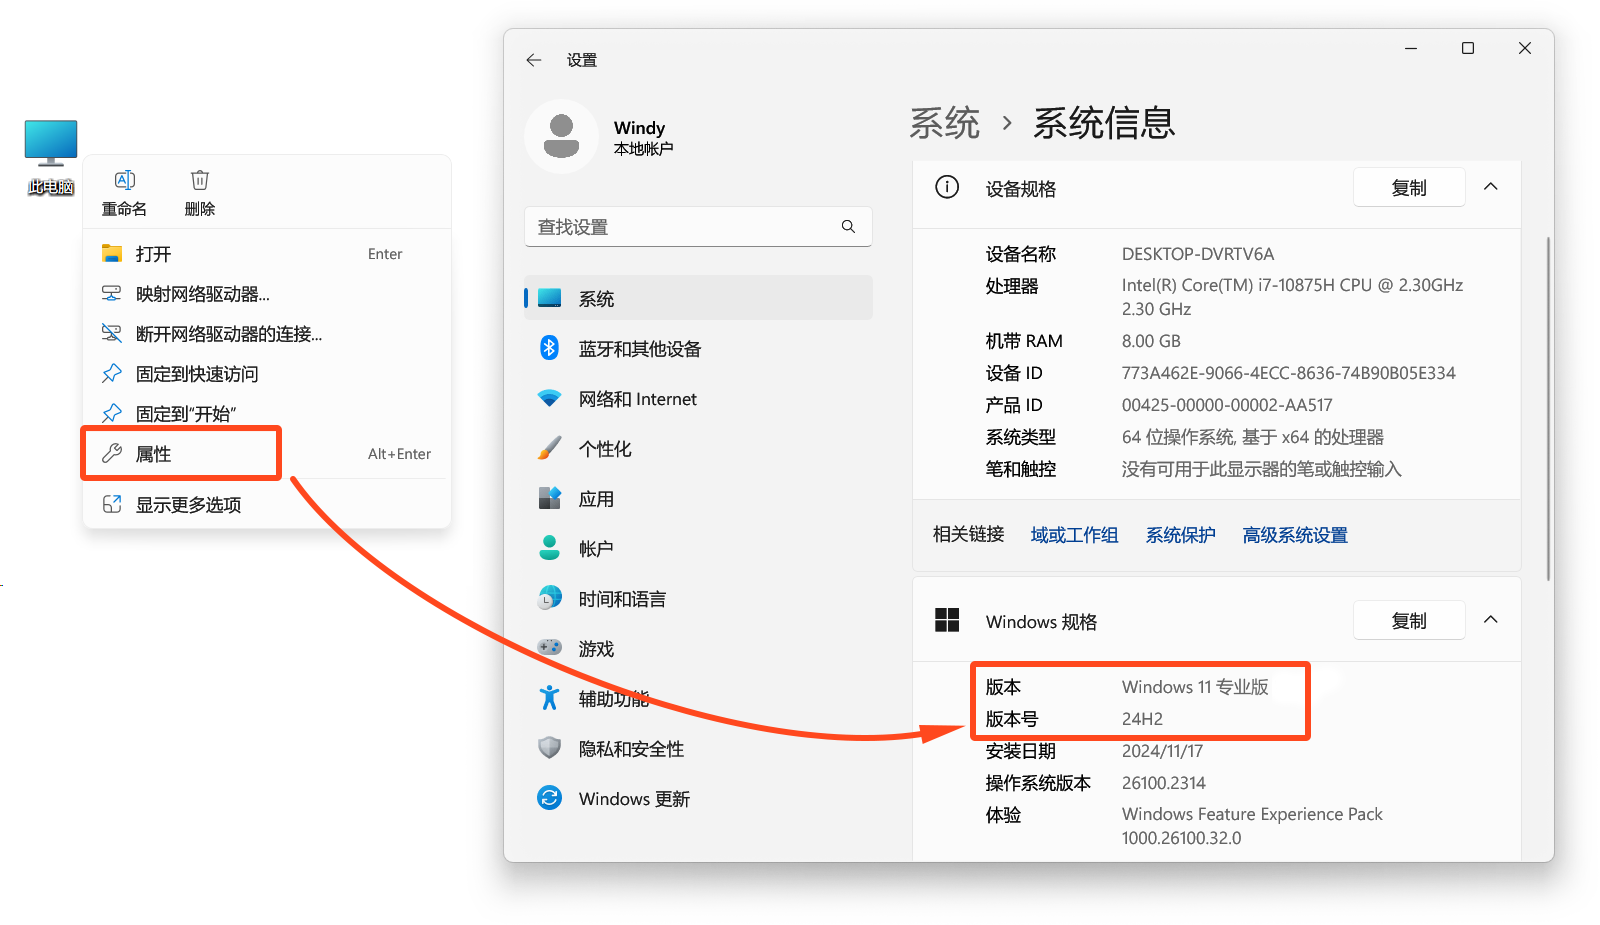 此电脑
重命名 删除
打开 Enter
映射网络驱动器...
断开网络驱动器的连接...
固定到快速访问
固定到“开始”
属性 Alt+Enter
显示更多选项
设置
Windy
本地帐户
查找设置
系统
蓝牙和其他设备
网络和 Internet
个性化
应用
帐户
时间和语言
游戏
辅助功能
隐私和安全性
Windows 更新
系统 › 系统信息
设备规格 复制
设备名称 DESKTOP-DVRTV6A
处理器 Intel(R) Core(TM) i7-10875H CPU @ 2.30GHz
2.30 GHz
机带 RAM 8.00 GB
设备 ID 773A462E-9066-4ECC-8636-74B90B05E334
产品 ID 00425-00000-00002-AA517
系统类型 64 位操作系统, 基于 x64 的处理器
笔和触控 没有可用于此显示器的笔或触控输入
相关链接 域或工作组 系统保护 高级系统设置
Windows 规格 复制
版本 Windows 11 专业版
版本号 24H2
安装日期 2024/11/17
操作系统版本 26100.2314
体验 Windows Feature Experience Pack
1000.26100.32.0